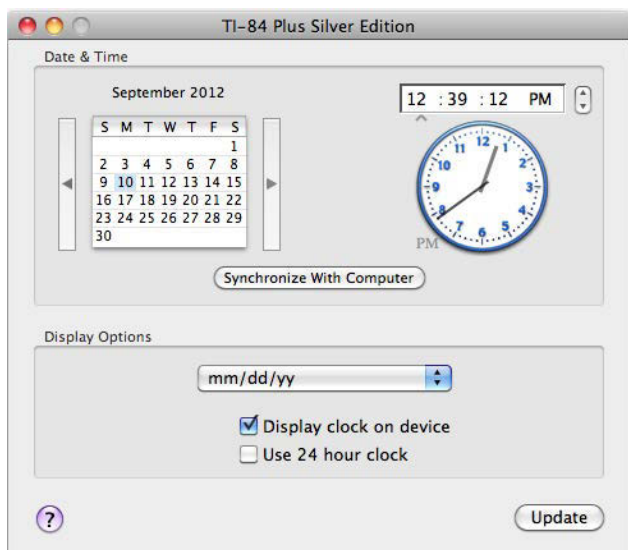 TI-84 Plus Silver Edition
Date & Time
September 2012
S M T W T F S
1
2 3 4 5 6 7 8
9 10 11 12 13 14 15
16 17 18 19 20 21 22
23 24 25 26 27 28 29
30
12 : 39 : 12 PM
12
1
2
3
4
5
6
7
8
9
10
11
PM
Synchronize With Computer
Display Options
mm/dd/yy
Display clock on device
Use 24 hour clock
?
Update